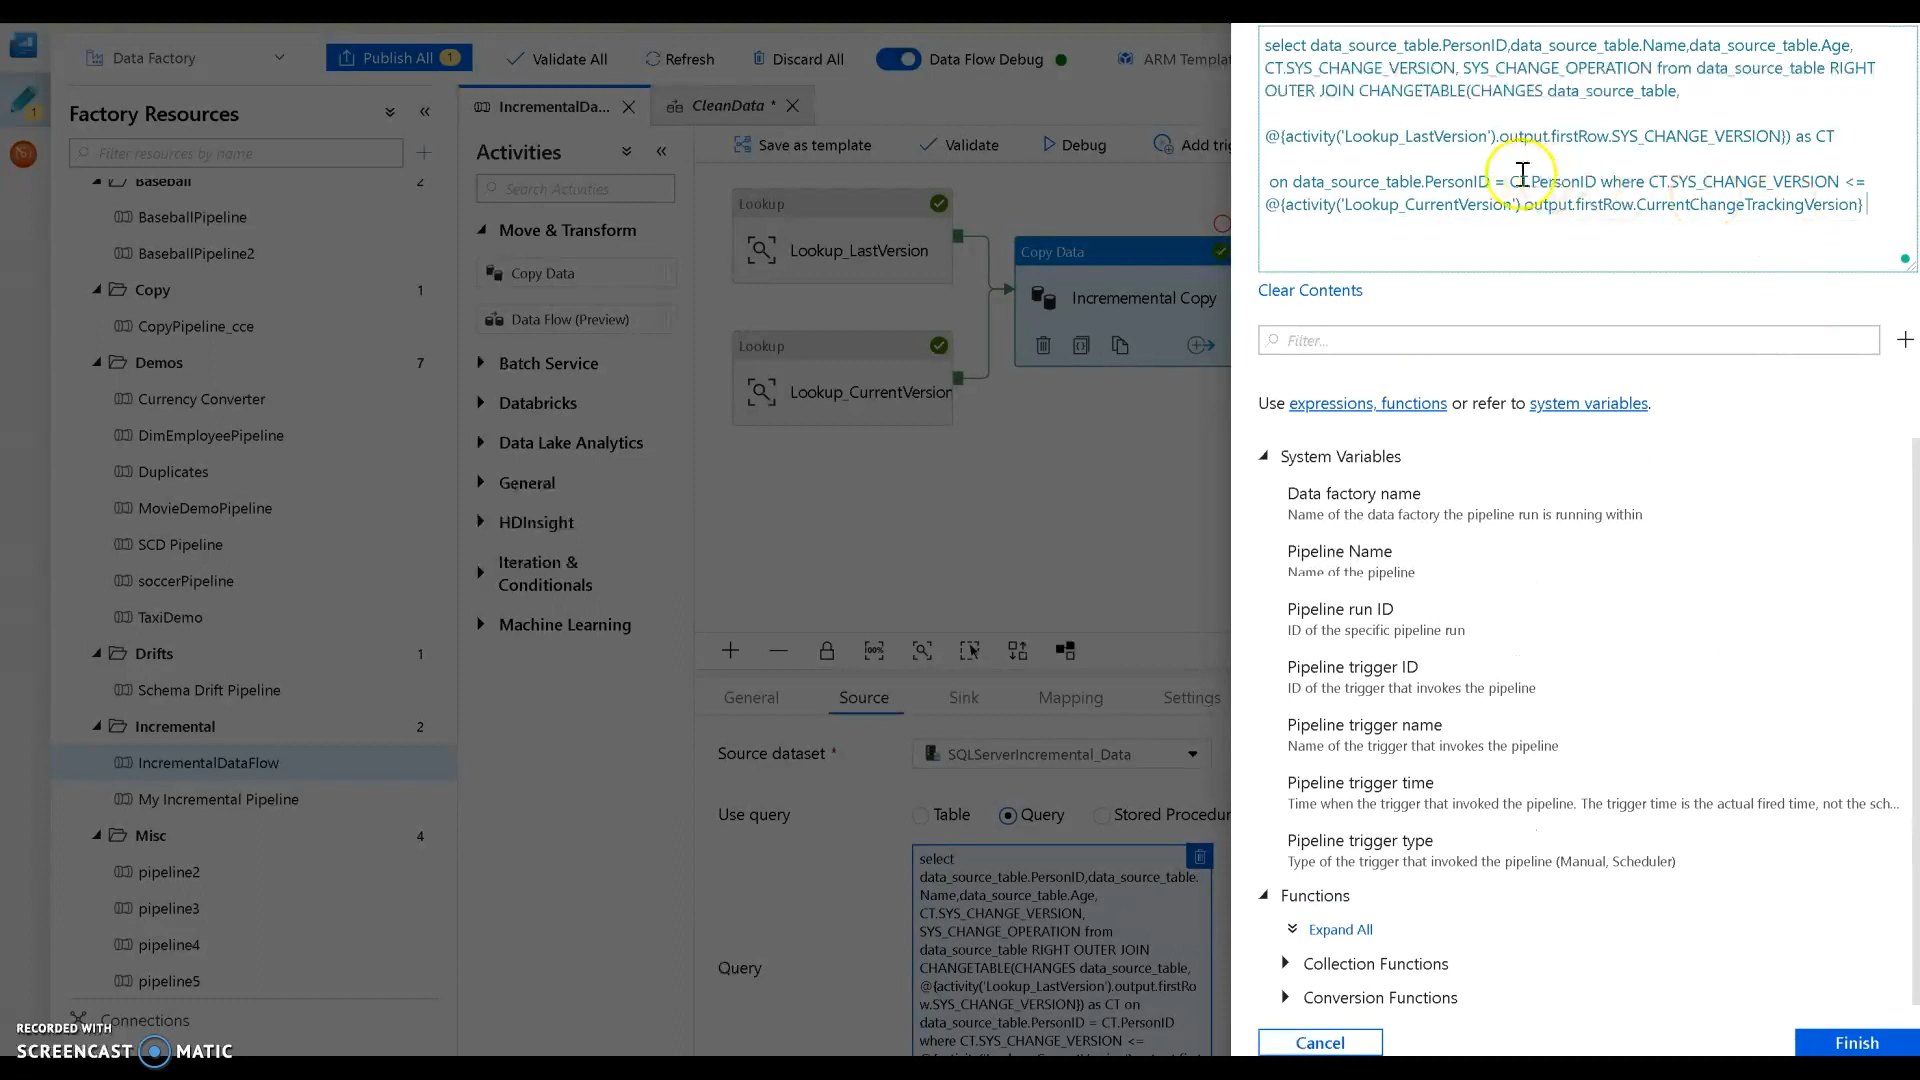 Data Factory
Publish All 1
Validate All
Refresh
Discard All
Data Flow Debug
ARM Templa
1
Factory Resources
Filter resources by name
Baseball 2
BaseballPipeline
BaseballPipeline2
Copy 1
CopyPipeline_cce
Demos 7
Currency Converter
DimEmployeePipeline
Duplicates
MovieDemoPipeline
SCD Pipeline
soccerPipeline
TaxiDemo
Drifts 1
Schema Drift Pipeline
Incremental 2
IncrementalDataFlow
My Incremental Pipeline
Misc 4
pipeline2
pipeline3
pipeline4
pipeline5
Connections
RECORDED WITH
SCREENCAST MATIC
IncrementalDa...
CleanData *
Activities
Search Activities
Move & Transform
Copy Data
Data Flow (Preview)
Batch Service
Databricks
Data Lake Analytics
General
HDInsight
Iteration &
Conditionals
Machine Learning
Save as template
Validate
Debug
Add trig
Lookup
Lookup_LastVersion
Lookup
Lookup_CurrentVersion
Copy Data
Incrememental Copy
100%
General
Source
Sink
Mapping
Settings
Source dataset *
SQLServerIncremental_Data
Use query
Table
Query
Stored Procedur
Query
select
data_source_table.PersonID,data_source_table.
Name,data_source_table.Age,
CT.SYS_CHANGE_VERSION,
SYS_CHANGE_OPERATION from
data_source_table RIGHT OUTER JOIN
CHANGETABLE(CHANGES data_source_table,
@{activity('Lookup_LastVersion').output.firstRo
w.SYS_CHANGE_VERSION}) as CT on
data_source_table.PersonID = CT.PersonID
where CT.SYS_CHANGE_VERSION <=
select data_source_table.PersonID,data_source_table.Name,data_source_table.Age,
CT.SYS_CHANGE_VERSION, SYS_CHANGE_OPERATION from data_source_table RIGHT
OUTER JOIN CHANGETABLE(CHANGES data_source_table,
@{activity('Lookup_LastVersion').output.firstRow.SYS_CHANGE_VERSION}) as CT
on data_source_table.PersonID = CT.PersonID where CT.SYS_CHANGE_VERSION <=
@{activity('Lookup_CurrentVersion').output.firstRow.CurrentChangeTrackingVersion}
Clear Contents
Filter...
Use expressions, functions or refer to system variables.
System Variables
Data factory name
Name of the data factory the pipeline run is running within
Pipeline Name
Name of the pipeline
Pipeline run ID
ID of the specific pipeline run
Pipeline trigger ID
ID of the trigger that invokes the pipeline
Pipeline trigger name
Name of the trigger that invokes the pipeline
Pipeline trigger time
Time when the trigger that invoked the pipeline. The trigger time is the actual fired time, not the sch...
Pipeline trigger type
Type of the trigger that invoked the pipeline (Manual, Scheduler)
Functions
Expand All
Collection Functions
Conversion Functions
Cancel
Finish